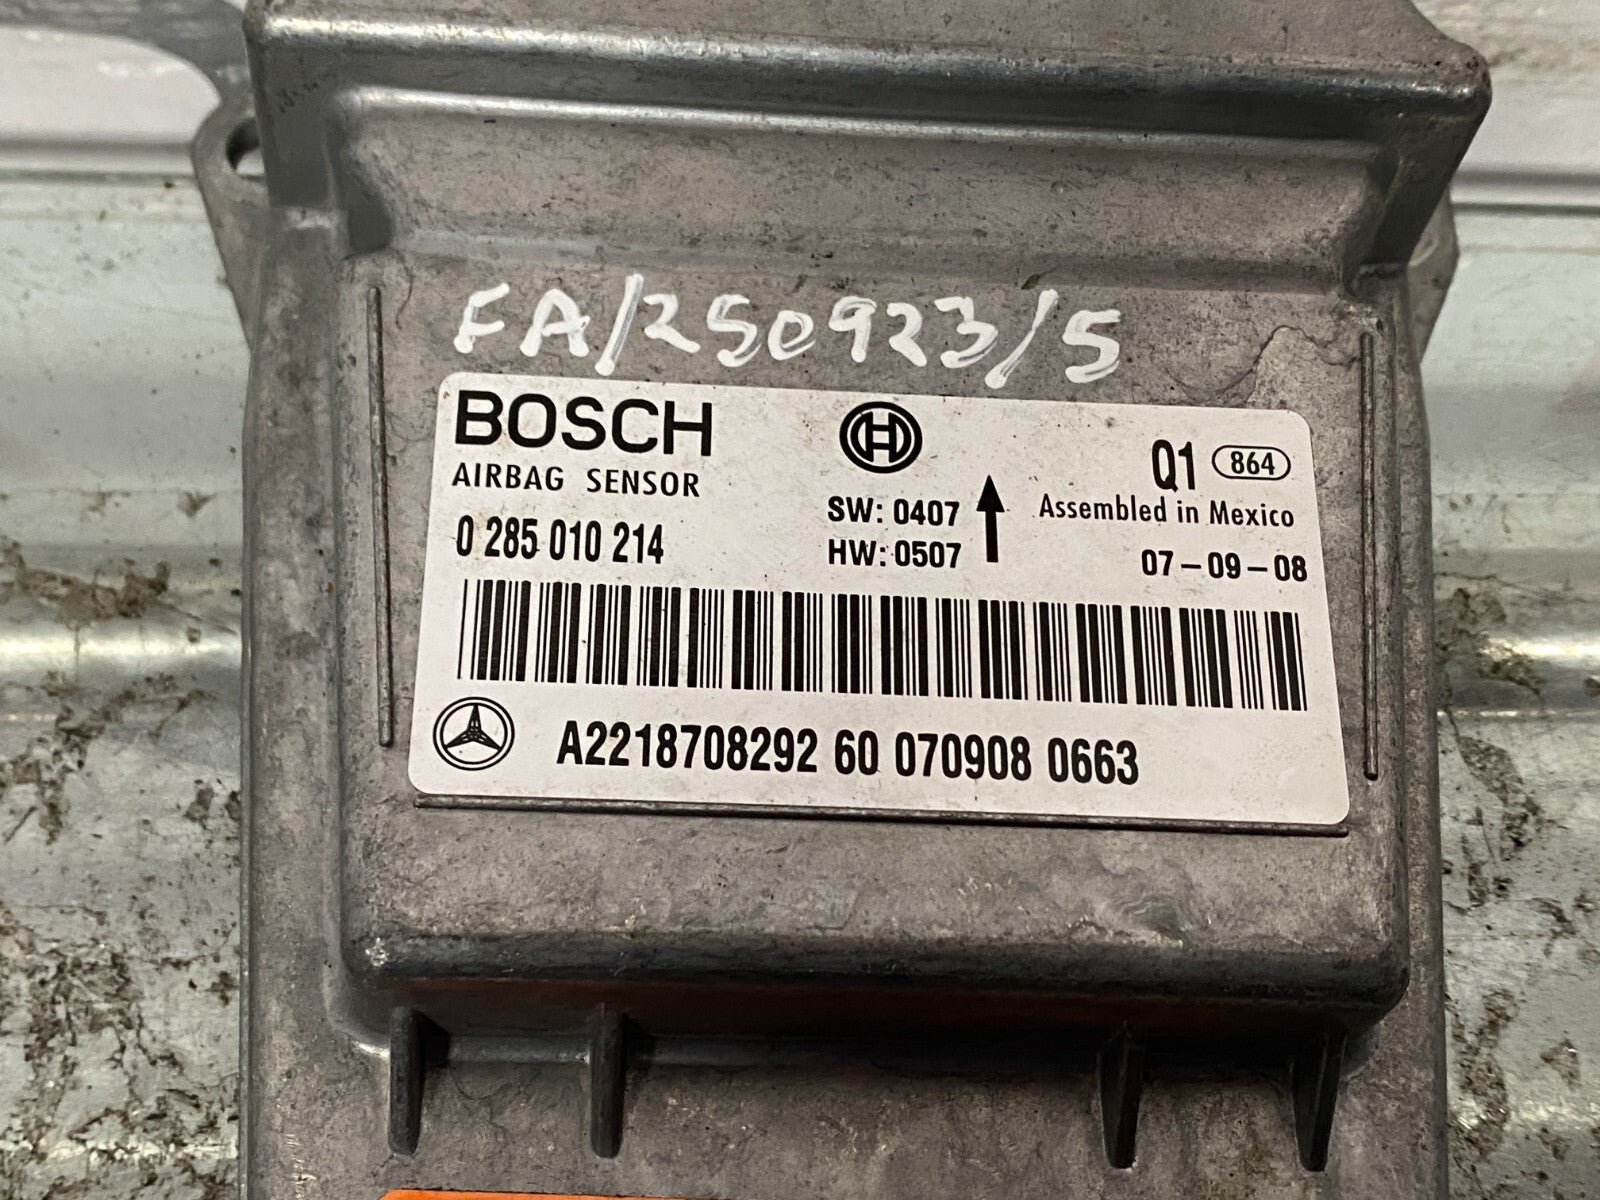 FA/250923/5
BOSCH
AIRBAG SENSOR
0 285 010 214
SW: 0407
HW: 0507
Q1 864
Assembled in Mexico
07-09-08
A2218708292 60 070908 0663